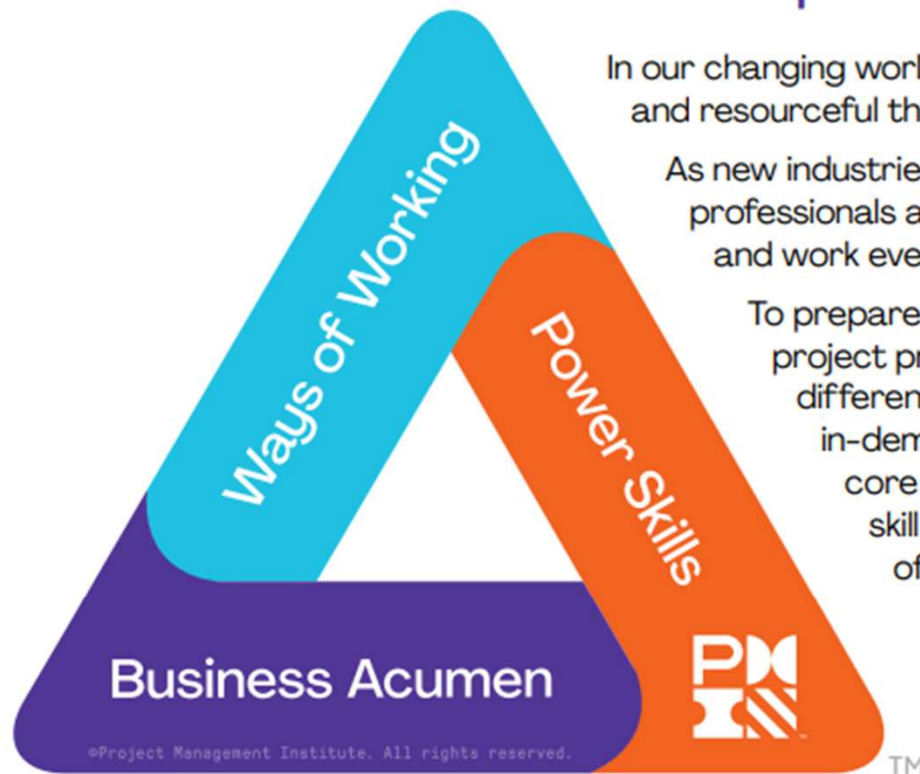 In our changing worl
and resourceful th
As new industrie
professionals a
and work eve
To prepare
project pr
differen
in-dem
core
skill
of
Ways of Working
Power Skills
Business Acumen
PMI
©Project Management Institute. All rights reserved.
TM